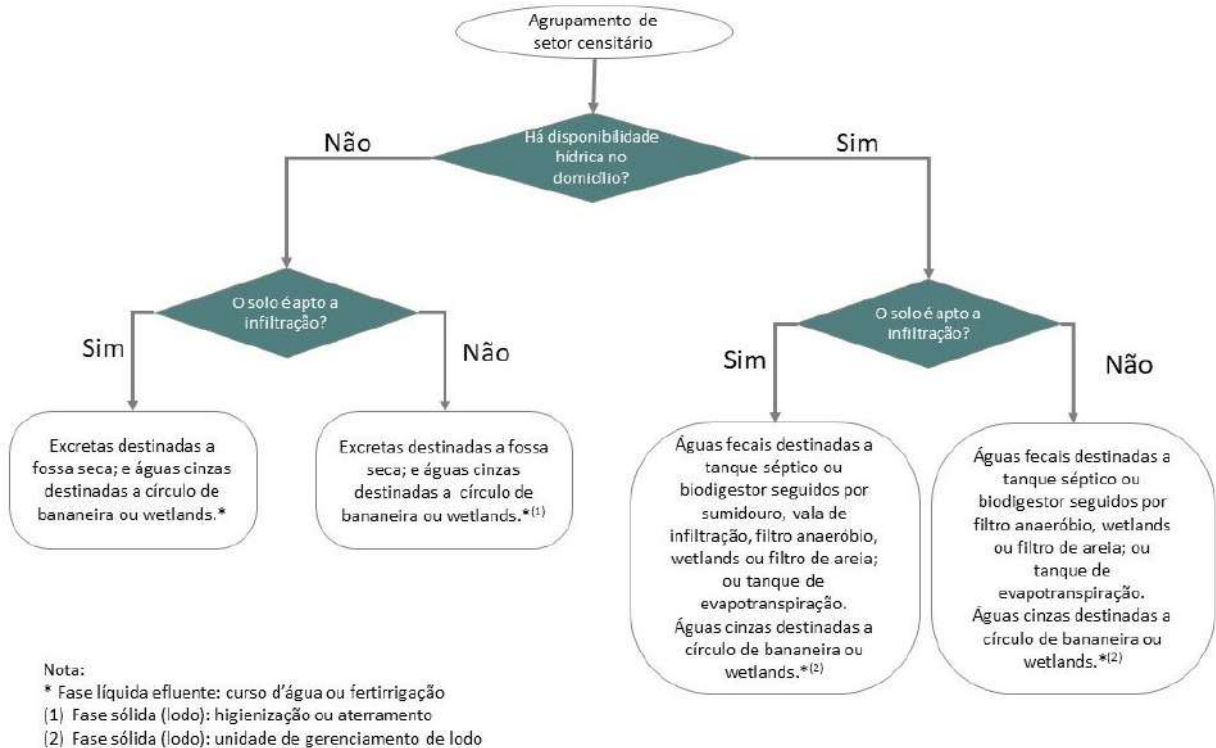 Agrupamento de
setor censitário
Há disponibilidade
hídrica no
domicílio?
Não
Sim
O solo é apto a
infiltração?
Sim
Não
O solo é apto a
infiltração?
Sim
Não
Excretas destinadas a
fossa seca; e águas cinzas
destinadas a círculo de
bananeira ou wetlands.*
Excretas destinadas a fossa
seca; e águas cinzas
destinadas a círculo de
bananeira ou wetlands.*(1)
Águas fecais destinadas a
tanque séptico ou
biodigestor seguidos por
sumidouro, vala de
infiltração, filtro anaeróbio,
wetlands ou filtro de areia;
ou tanque de
evapotranspiração.
Águas cinzas destinadas a
círculo de bananeira ou
wetlands.*(2)
Águas fecais destinadas a
tanque séptico ou
biodigestor seguidos por
filtro anaeróbio, wetlands
ou filtro de areia; ou
tanque de
evapotranspiração.
Águas cinzas destinadas a
círculo de bananeira ou
wetlands.*(2)
Nota:
* Fase líquida efluente: curso d'água ou fertirrigação
(1) Fase sólida (lodo): higienização ou aterramento
(2) Fase sólida (lodo): unidade de gerenciamento de lodo